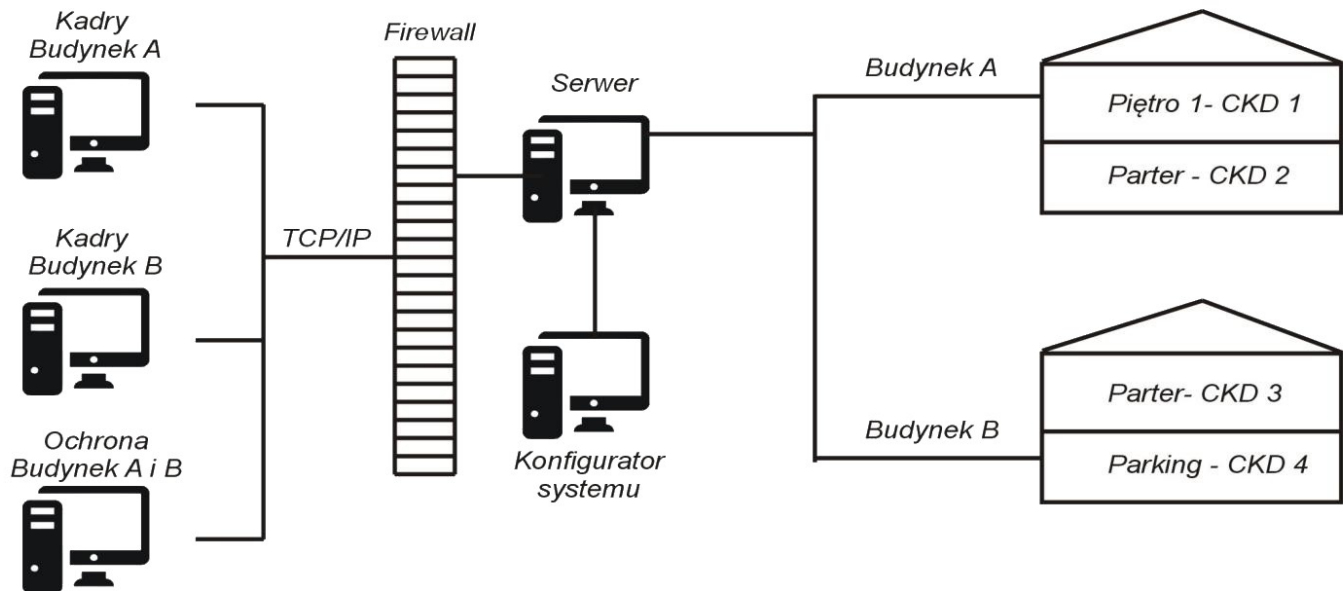 Kadry
Budynek A
Kadry
Budynek B
Ochrona
Budynek A i B
TCP/IP
Firewall
Serwer
Konfigurator
systemu
Budynek A
Piętro 1- CKD 1
Parter - CKD 2
Budynek B
Parter- CKD 3
Parking - CKD 4